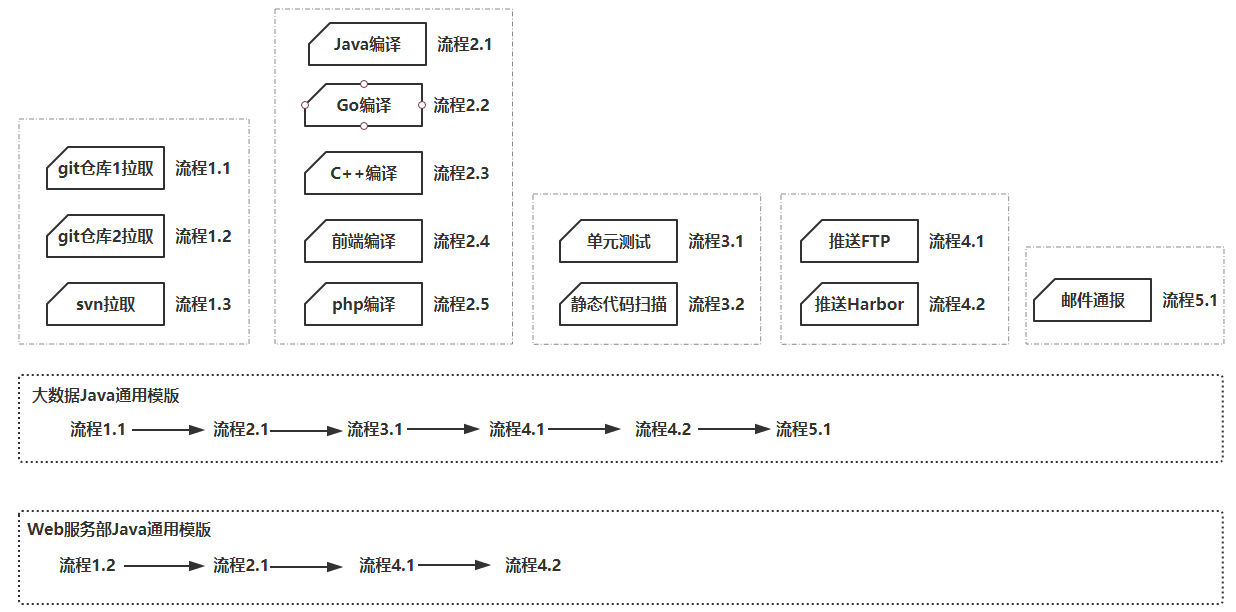 git仓库1拉取 流程1.1
git仓库2拉取 流程1.2
svn拉取 流程1.3
Java编译 流程2.1
Go编译 流程2.2
C++编译 流程2.3
前端编译 流程2.4
php编译 流程2.5
单元测试 流程3.1
静态代码扫描 流程3.2
推送FTP 流程4.1
推送Harbor 流程4.2
邮件通报 流程5.1
大数据Java通用模版
流程1.1 流程2.1 流程3.1 流程4.1 流程4.2 流程5.1
Web服务部Java通用模版
流程1.2 流程2.1 流程4.1 流程4.2